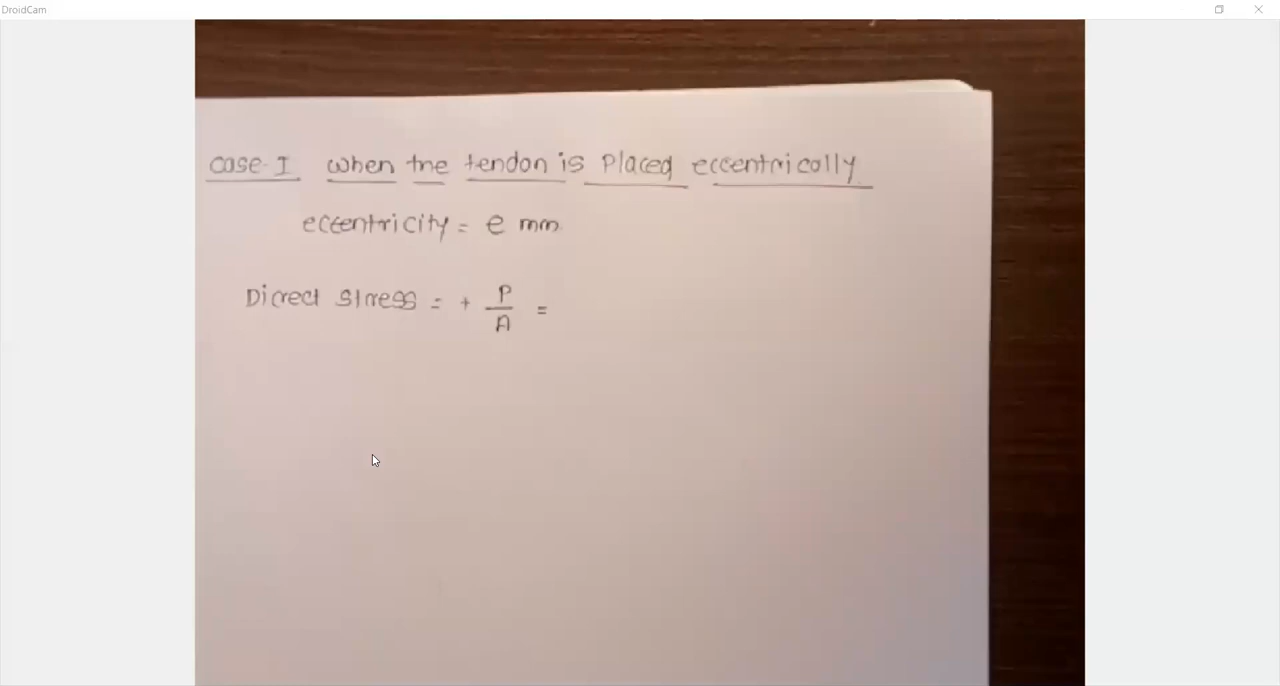 DroidCam
Case-I when the tendon is placed eccentrically
eccentricity = e mm
Direct stress = + P/A =